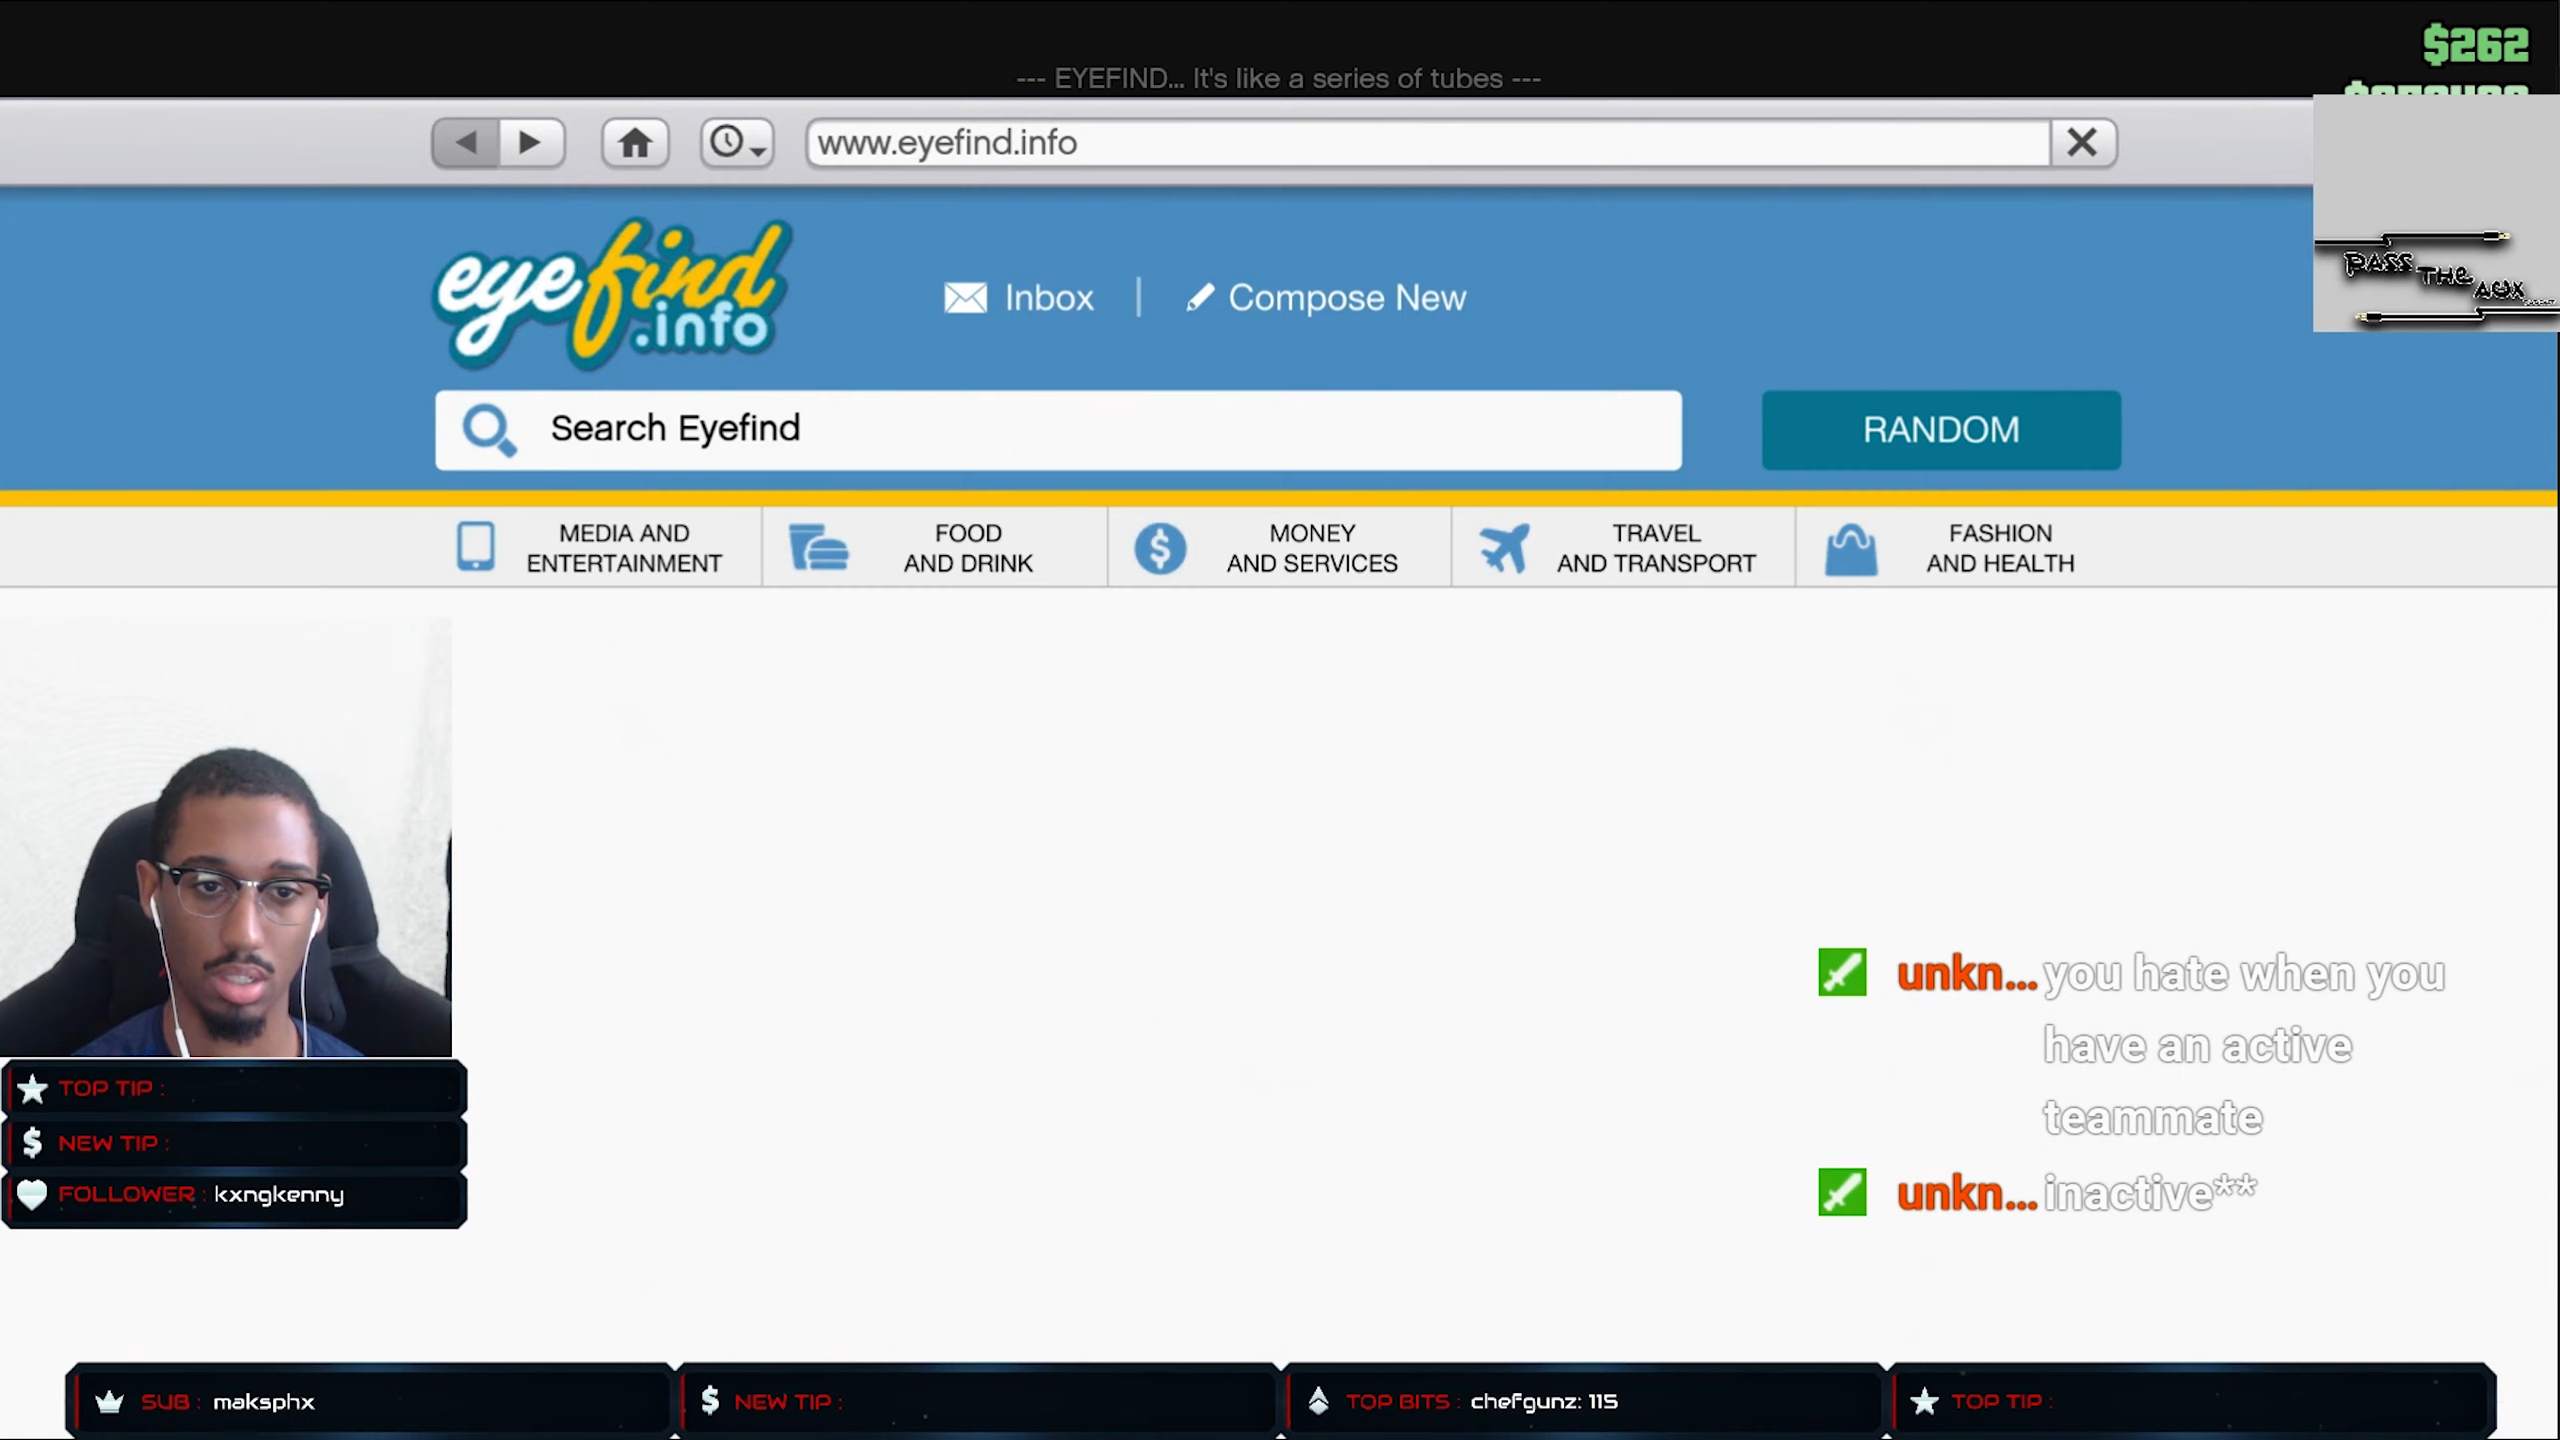 $262
--- EYEFIND... It's like a series of tubes ---
www.eyefind.info
eyefind
.info
Inbox
Compose New
PASS THE AUX
Search Eyefind
RANDOM
MEDIA AND
ENTERTAINMENT
FOOD
AND DRINK
MONEY
AND SERVICES
TRAVEL
AND TRANSPORT
FASHION
AND HEALTH
unkn... you hate when you
have an active
teammate
unkn... inactive**
TOP TIP :
NEW TIP :
FOLLOWER : kxngkenny
SUB : maksphx
NEW TIP :
TOP BITS : chefgunz: 115
TOP TIP :